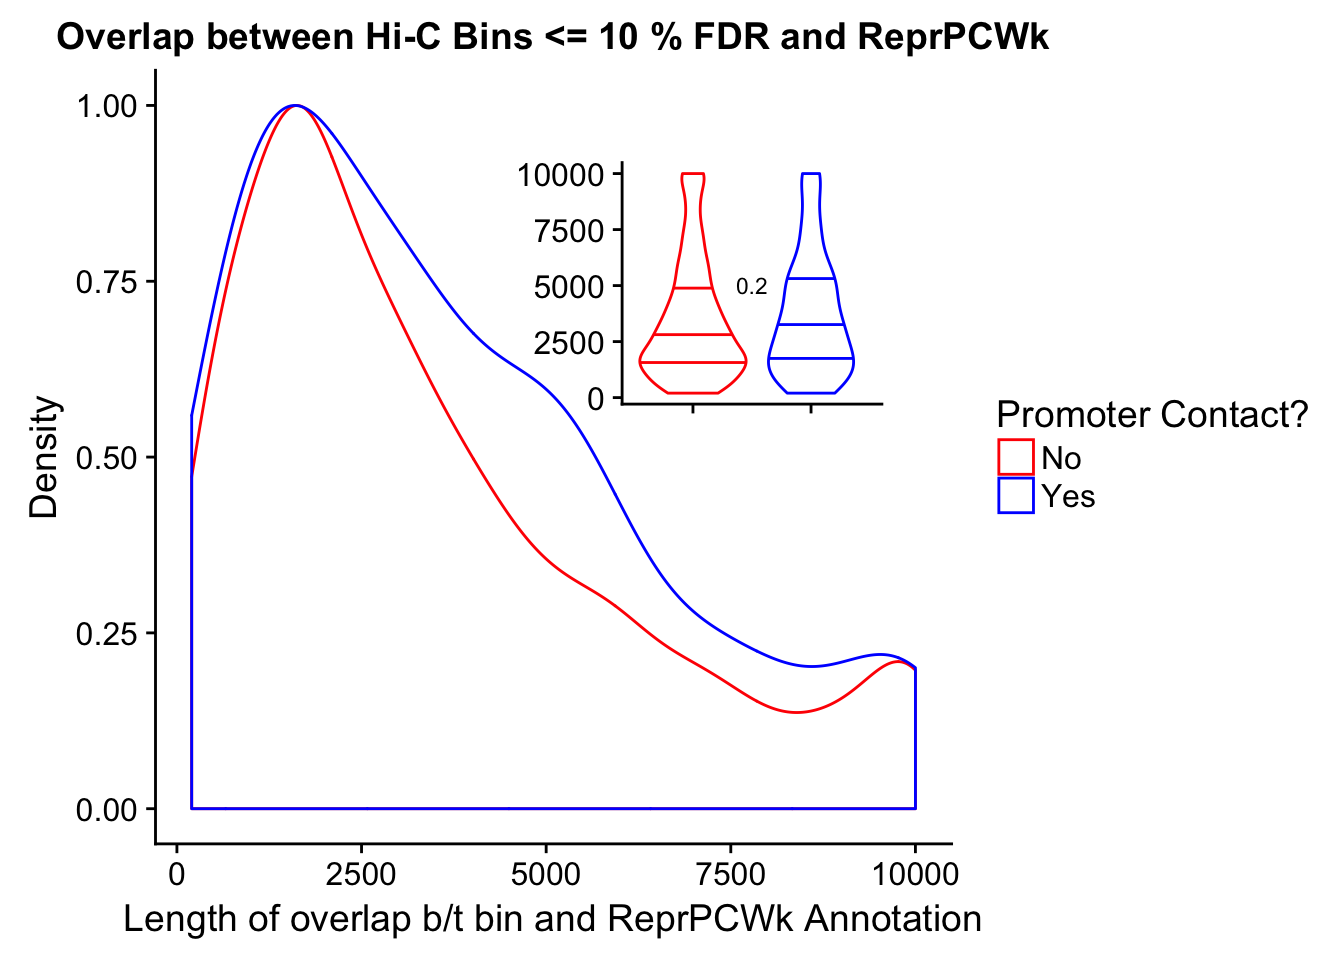 Overlap between Hi-C Bins <= 10 % FDR and ReprPCWk
1.00
0.75
0.50
0.25
0.00
Density
0
2500
5000
7500
10000
Length of overlap b/t bin and ReprPCWk Annotation
10000
7500
5000
2500
0
0.2
Promoter Contact?
No
Yes